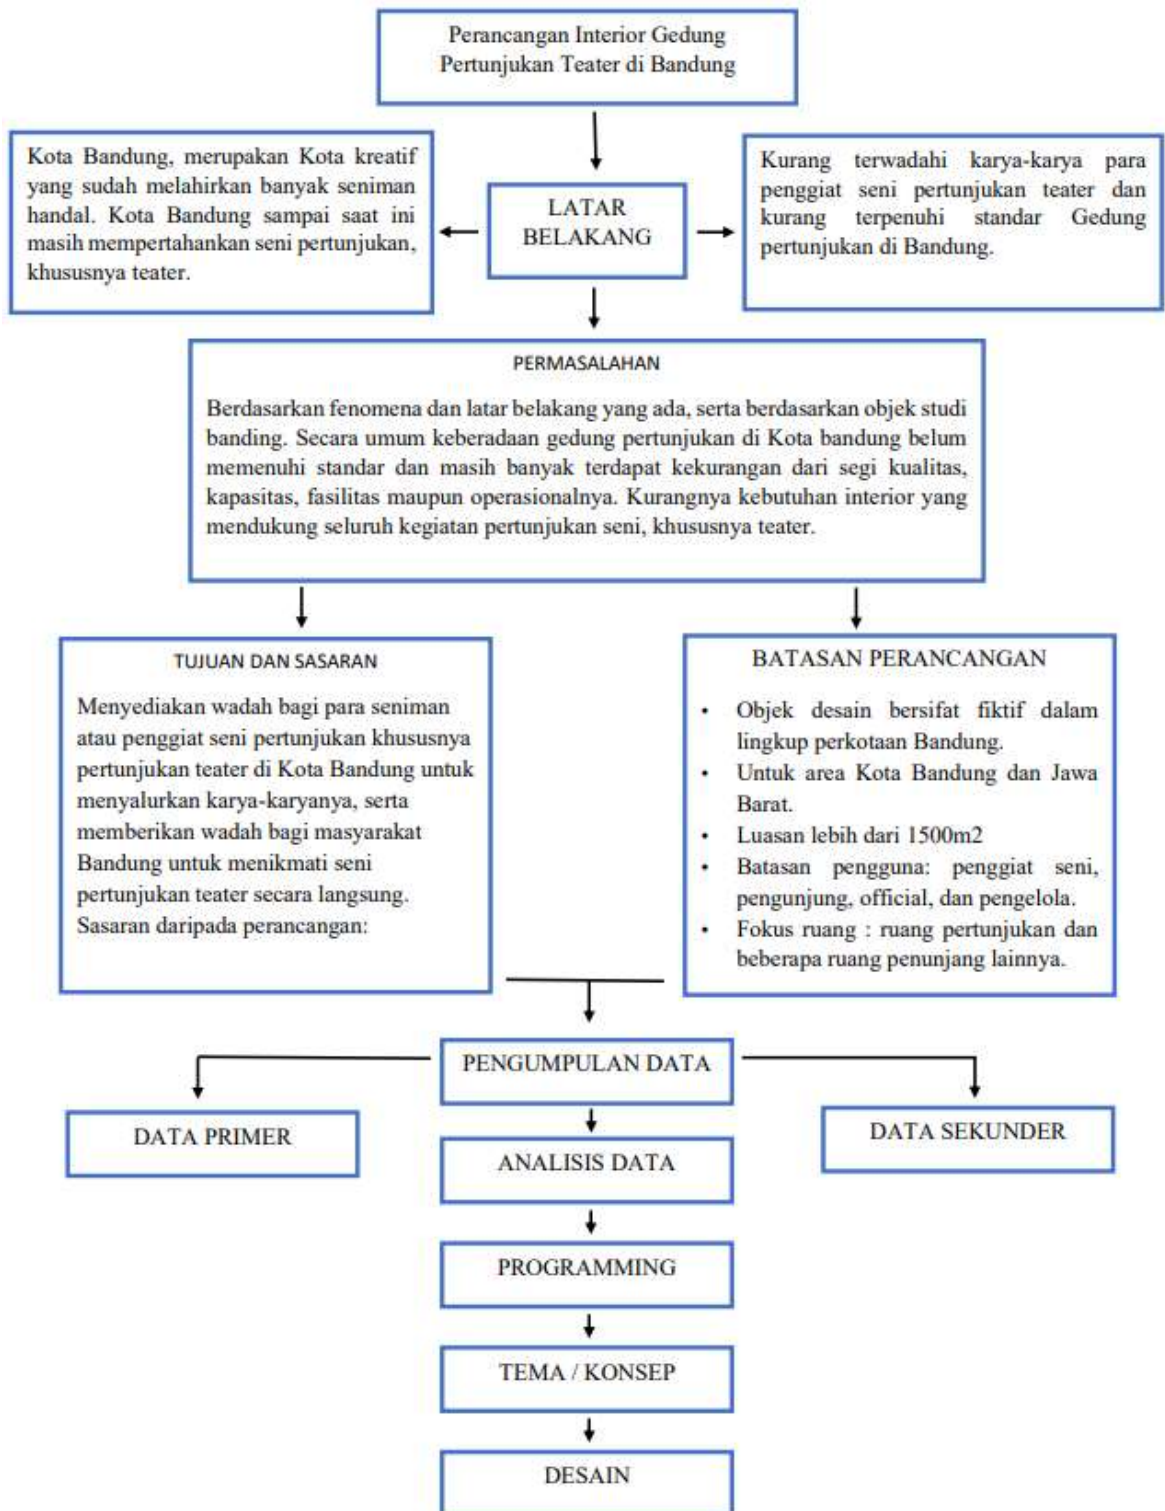 Perancangan Interior Gedung
Pertunjukan Teater di Bandung
Kota Bandung, merupakan Kota kreatif
yang sudah melahirkan banyak seniman
handal. Kota Bandung sampai saat ini
masih mempertahankan seni pertunjukan,
khususnya teater.
LATAR
BELAKANG
Kurang terwadahi karya-karya para
penggiat seni pertunjukan teater dan
kurang terpenuhi standar Gedung
pertunjukan di Bandung.
PERMASALAHAN
Berdasarkan fenomena dan latar belakang yang ada, serta berdasarkan objek studi
banding. Secara umum keberadaan gedung pertunjukan di Kota bandung belum
memenuhi standar dan masih banyak terdapat kekurangan dari segi kualitas,
kapasitas, fasilitas maupun operasionalnya. Kurangnya kebutuhan interior yang
mendukung seluruh kegiatan pertunjukan seni, khususnya teater.
TUJUAN DAN SASARAN
Menyediakan wadah bagi para seniman
atau penggiat seni pertunjukan khususnya
pertunjukan teater di Kota Bandung untuk
menyalurkan karya-karyanya, serta
memberikan wadah bagi masyarakat
Bandung untuk menikmati seni
pertunjukan teater secara langsung.
Sasaran daripada perancangan:
BATASAN PERANCANGAN
• Objek desain bersifat fiktif dalam
lingkup perkotaan Bandung.
• Untuk area Kota Bandung dan Jawa
Barat.
• Luasan lebih dari 1500m2
• Batasan pengguna: penggiat seni,
pengunjung, official, dan pengelola.
• Fokus ruang : ruang pertunjukan dan
beberapa ruang penunjang lainnya.
PENGUMPULAN DATA
DATA PRIMER
DATA SEKUNDER
ANALISIS DATA
PROGRAMMING
TEMA / KONSEP
DESAIN